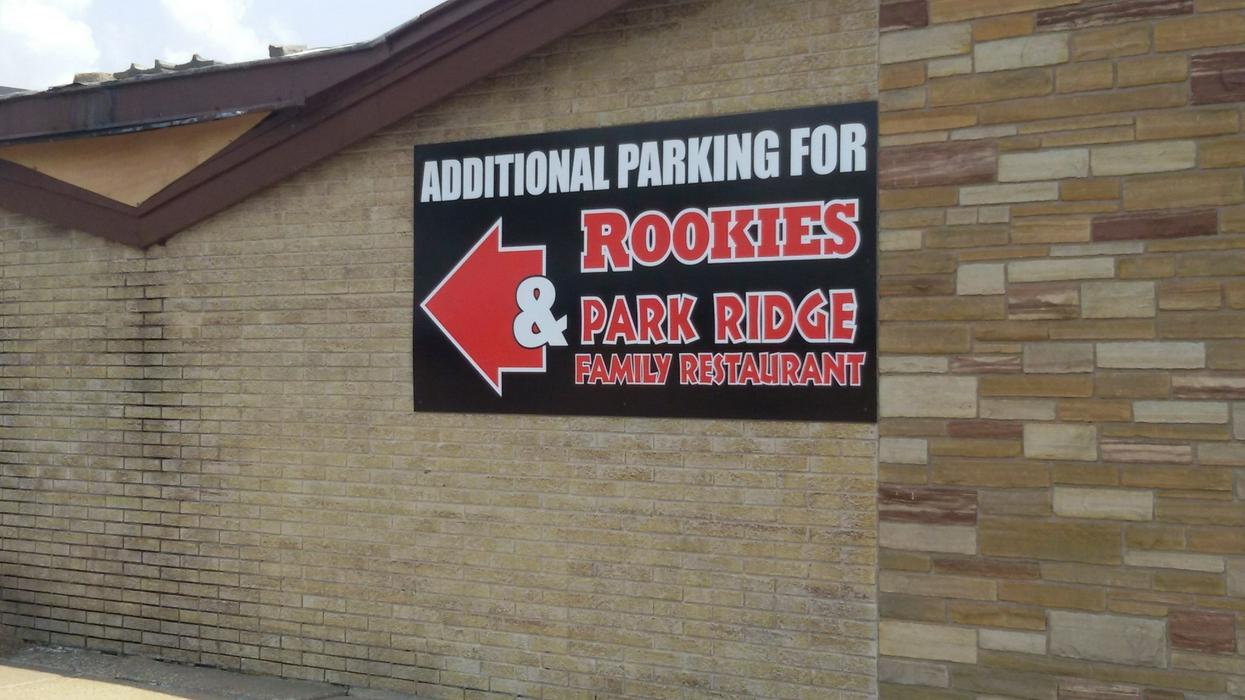 ADDITIONAL PARKING FOR
ROOKIES
&
PARK RIDGE
FAMILY RESTAURANT